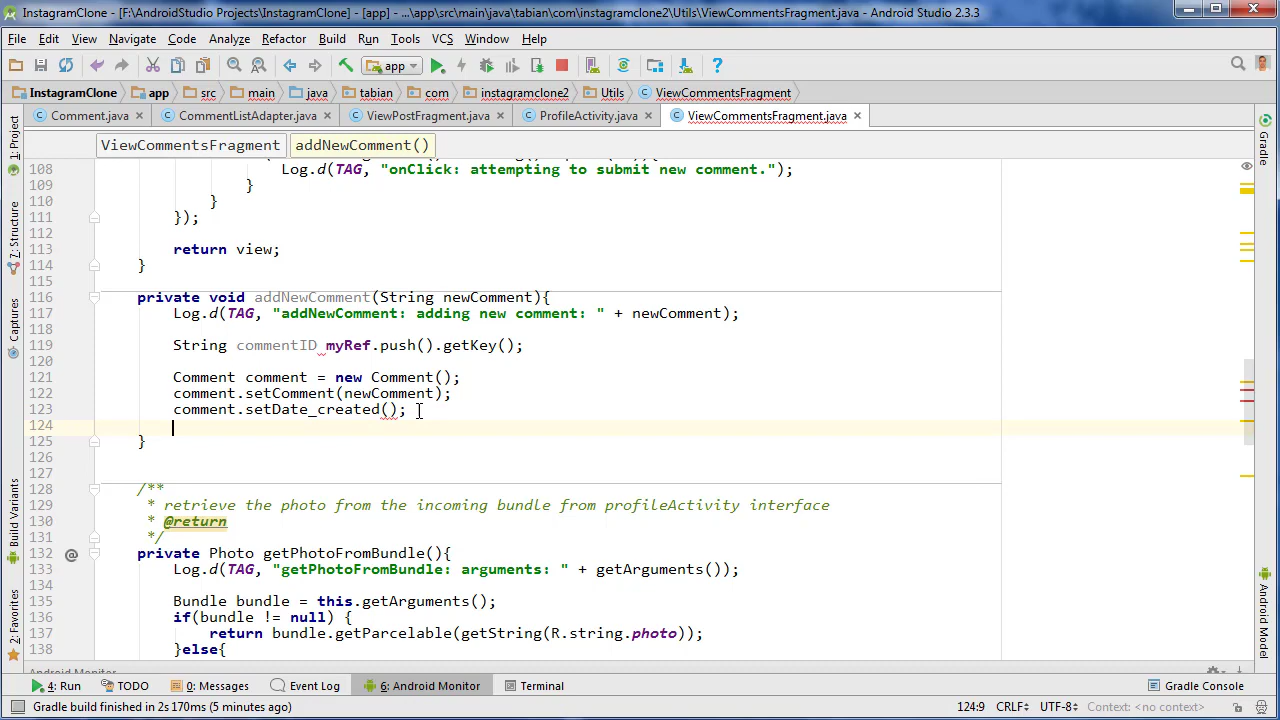 InstagramClone - [F:\AndroidStudio Projects\InstagramClone] - [app] - ...\app\src\main\java\tabian\com\instagramclone2\Utils\ViewCommentsFragment.java - Android Studio 2.3.3
File Edit View Navigate Code Analyze Refactor Build Run Tools VCS Window Help
app
InstagramClone app src main java tabian com instagramclone2 Utils ViewCommentsFragment
Comment.java CommentListAdapter.java ViewPostFragment.java ProfileActivity.java ViewCommentsFragment.java
ViewCommentsFragment addNewComment()
108 Log.d(TAG, "onClick: attempting to submit new comment.");
109 }
110 }
111 });
112
113 return view;
114 }
115
116 private void addNewComment(String newComment){
117 Log.d(TAG, "addNewComment: adding new comment: " + newComment);
118
119 String commentID myRef.push().getKey();
120
121 Comment comment = new Comment();
122 comment.setComment(newComment);
123 comment.setDate_created();
124
125 }
126
127
128 /**
129 * retrieve the photo from the incoming bundle from profileActivity interface
130 * @return
131 */
132 private Photo getPhotoFromBundle(){
133 Log.d(TAG, "getPhotoFromBundle: arguments: " + getArguments());
134
135 Bundle bundle = this.getArguments();
136 if(bundle != null) {
137 return bundle.getParcelable(getString(R.string.photo));
138 }else{
1: Project
7: Structure
Captures
Build Variants
2: Favorites
Gradle
Android Model
Android Monitor
4: Run TODO 0: Messages Event Log 6: Android Monitor Terminal Gradle Console
Gradle build finished in 2s 170ms (5 minutes ago) 124:9 CRLF UTF-8 Context: <no context>